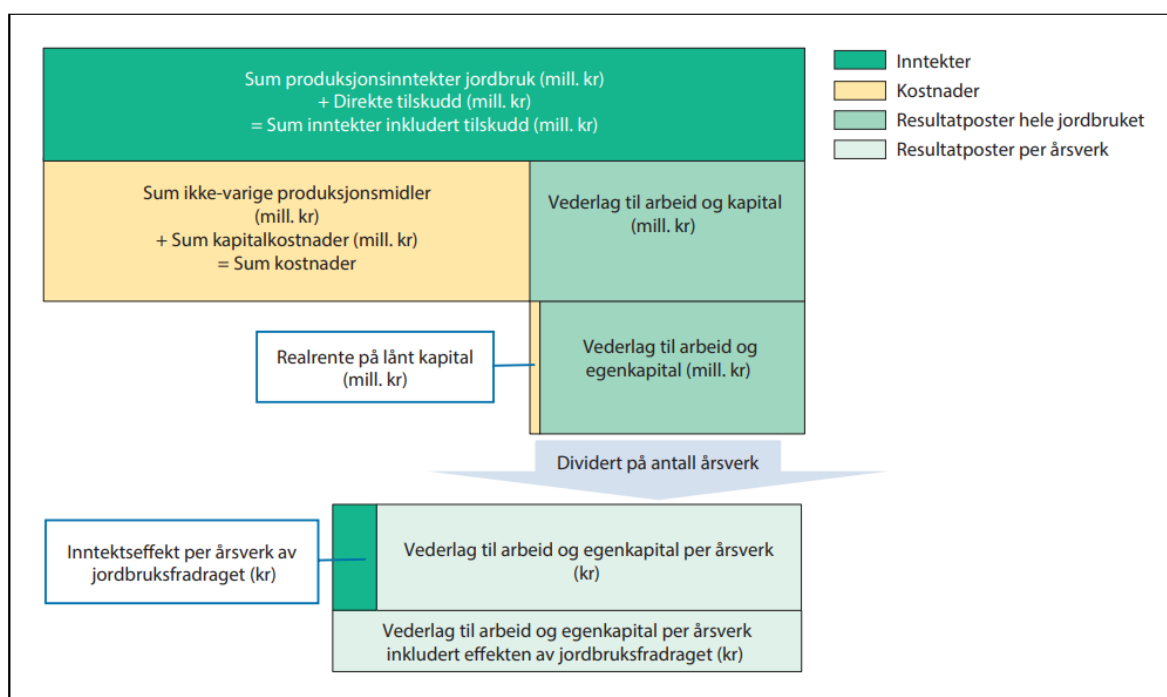 Sum produksjonsinntekter jordbruk (mill. kr)
+ Direkte tilskudd (mill. kr)
= Sum inntekter inkludert tilskudd (mill. kr)
Inntekter
Kostnader
Resultatposter hele jordbruket
Resultatposter per årsverk
Sum ikke-varige produksjonsmidler
(mill. kr)
+ Sum kapitalkostnader (mill. kr)
= Sum kostnader
Vederlag til arbeid og kapital
(mill. kr)
Realrente på lånt kapital
(mill. kr)
Vederlag til arbeid og
egenkapital (mill. kr)
Dividert på antall årsverk
Inntektseffekt per årsverk av
jordbruksfradraget (kr)
Vederlag til arbeid og egenkapital per årsverk
(kr)
Vederlag til arbeid og egenkapital per årsverk
inkludert effekten av jordbruksfradraget (kr)